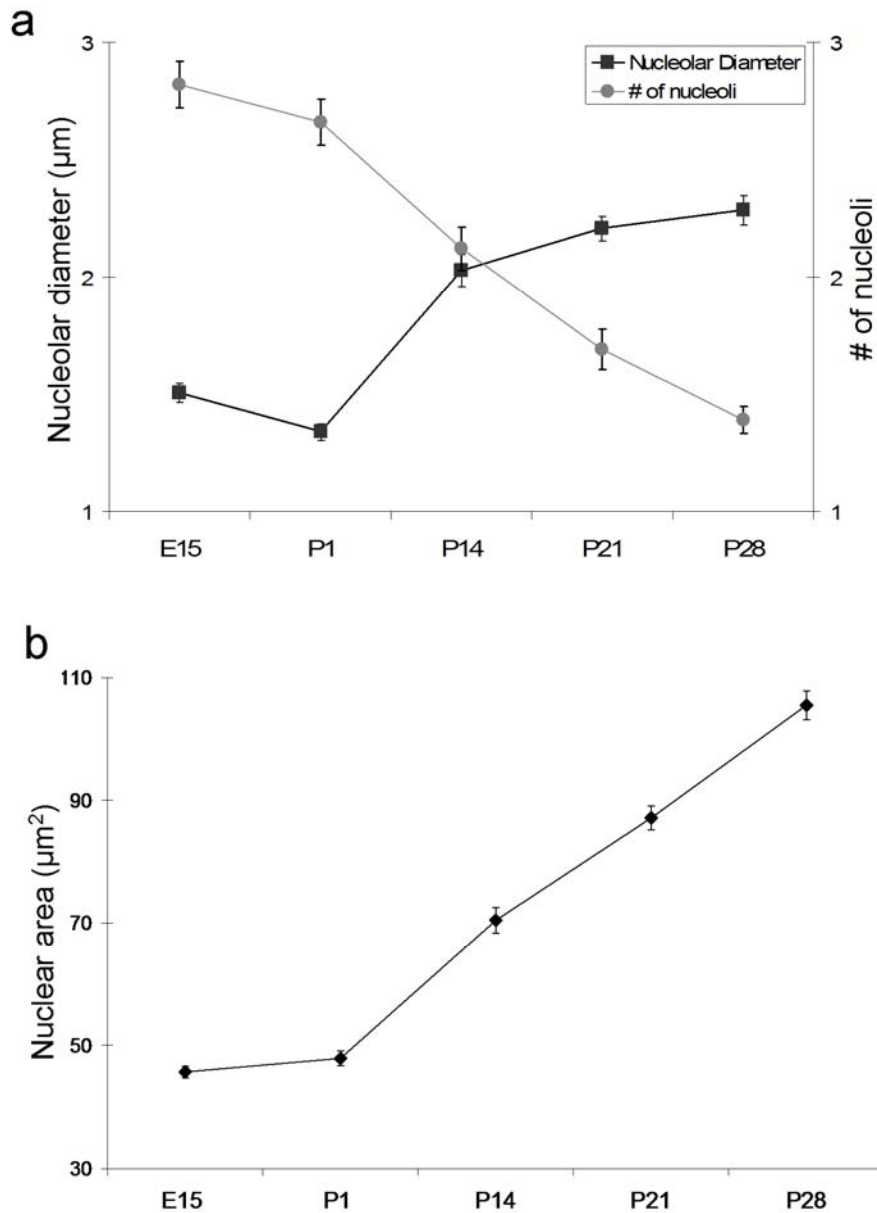 a
3
2
1
Nucleolar diameter (µm)
Nucleolar Diameter
# of nucleoli
3
2
1
# of nucleoli
E15 P1 P14 P21 P28
b
110
90
70
50
30
Nuclear area (µm²)
E15 P1 P14 P21 P28